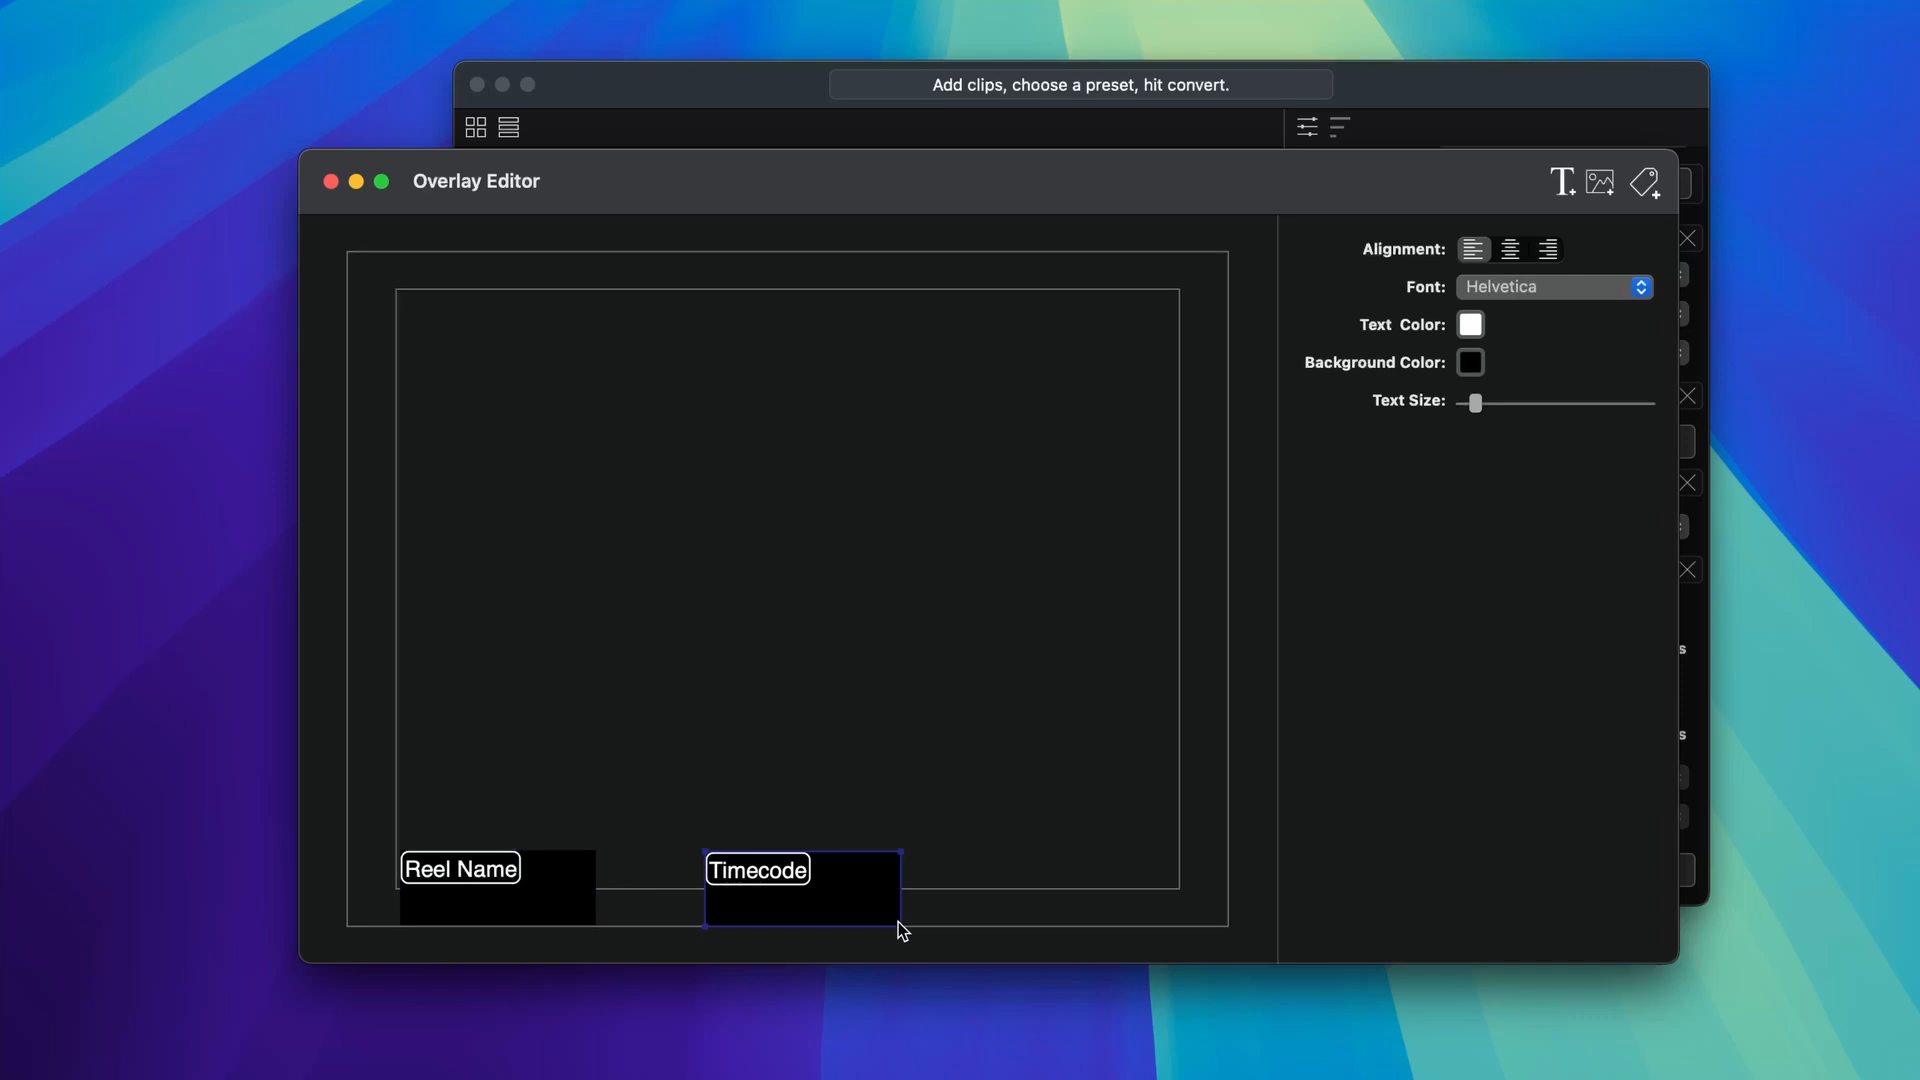 Add clips, choose a preset, hit convert.
Overlay Editor
Alignment:
Font: Helvetica
Text Color:
Background Color:
Text Size:
Reel Name
Timecode
s
s